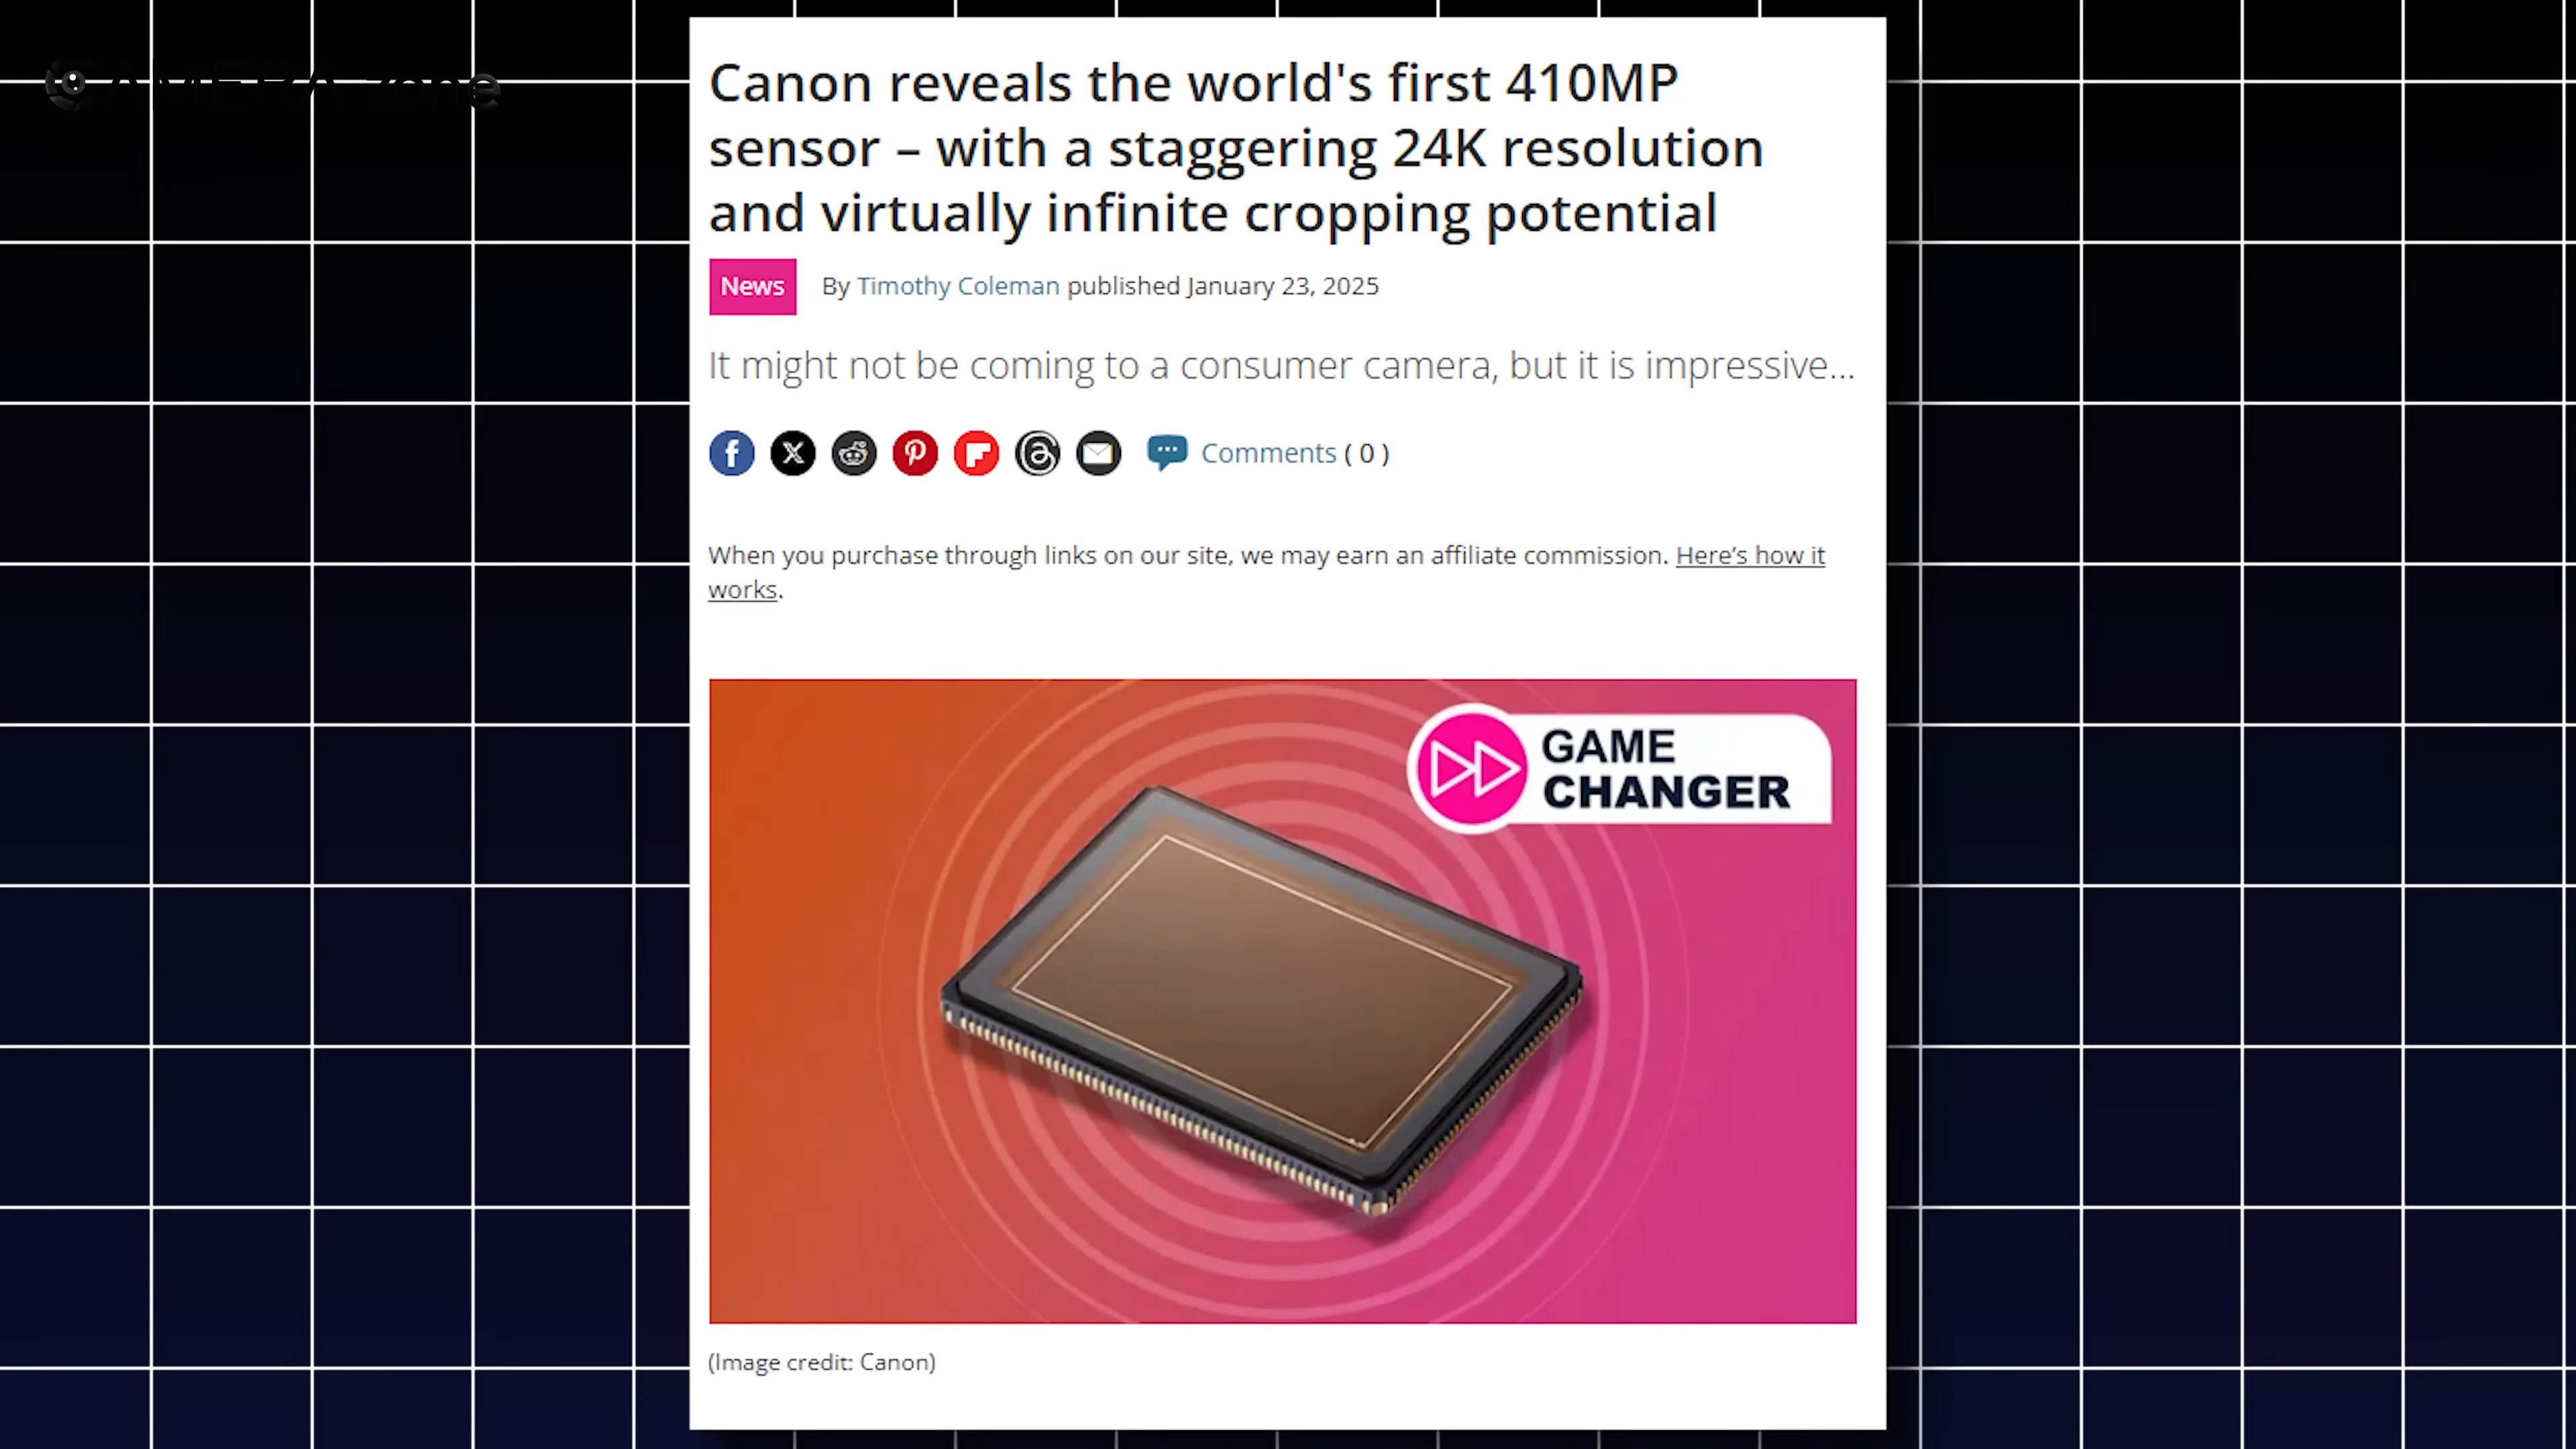 CAMERA zone
Canon reveals the world's first 410MP
sensor – with a staggering 24K resolution
and virtually infinite cropping potential
News
By Timothy Coleman published January 23, 2025
It might not be coming to a consumer camera, but it is impressive...
Comments ( 0 )
When you purchase through links on our site, we may earn an affiliate commission. Here’s how it
works.
GAME
CHANGER
(Image credit: Canon)